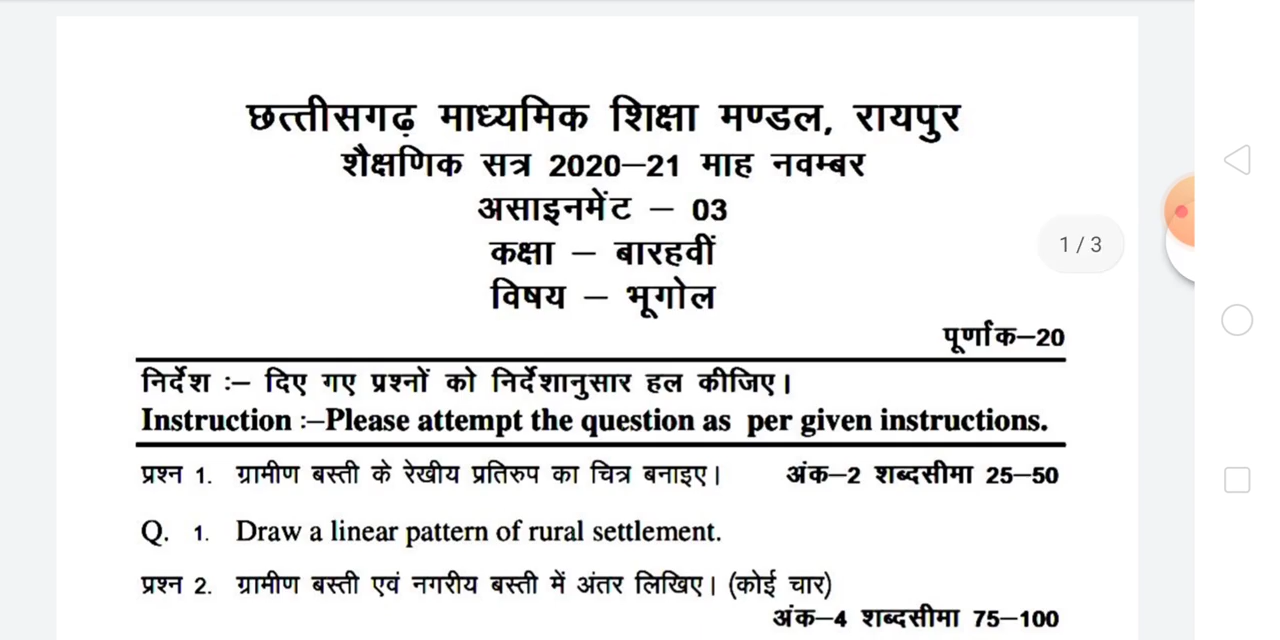 छत्तीसगढ़ माध्यमिक शिक्षा मण्डल, रायपुर
शैक्षणिक सत्र 2020–21 माह नवम्बर
असाइनमेंट – 03
कक्षा – बारहवीं
1 / 3
विषय – भूगोल
पूर्णांक–20
निर्देश :– दिए गए प्रश्नों को निर्देशानुसार हल कीजिए।
Instruction :–Please attempt the question as per given instructions.
प्रश्न 1. ग्रामीण बस्ती के रेखीय प्रतिरुप का चित्र बनाइए। अंक–2 शब्दसीमा 25–50
Q. 1. Draw a linear pattern of rural settlement.
प्रश्न 2. ग्रामीण बस्ती एवं नगरीय बस्ती में अंतर लिखिए। (कोई चार)
अंक–4 शब्दसीमा 75–100